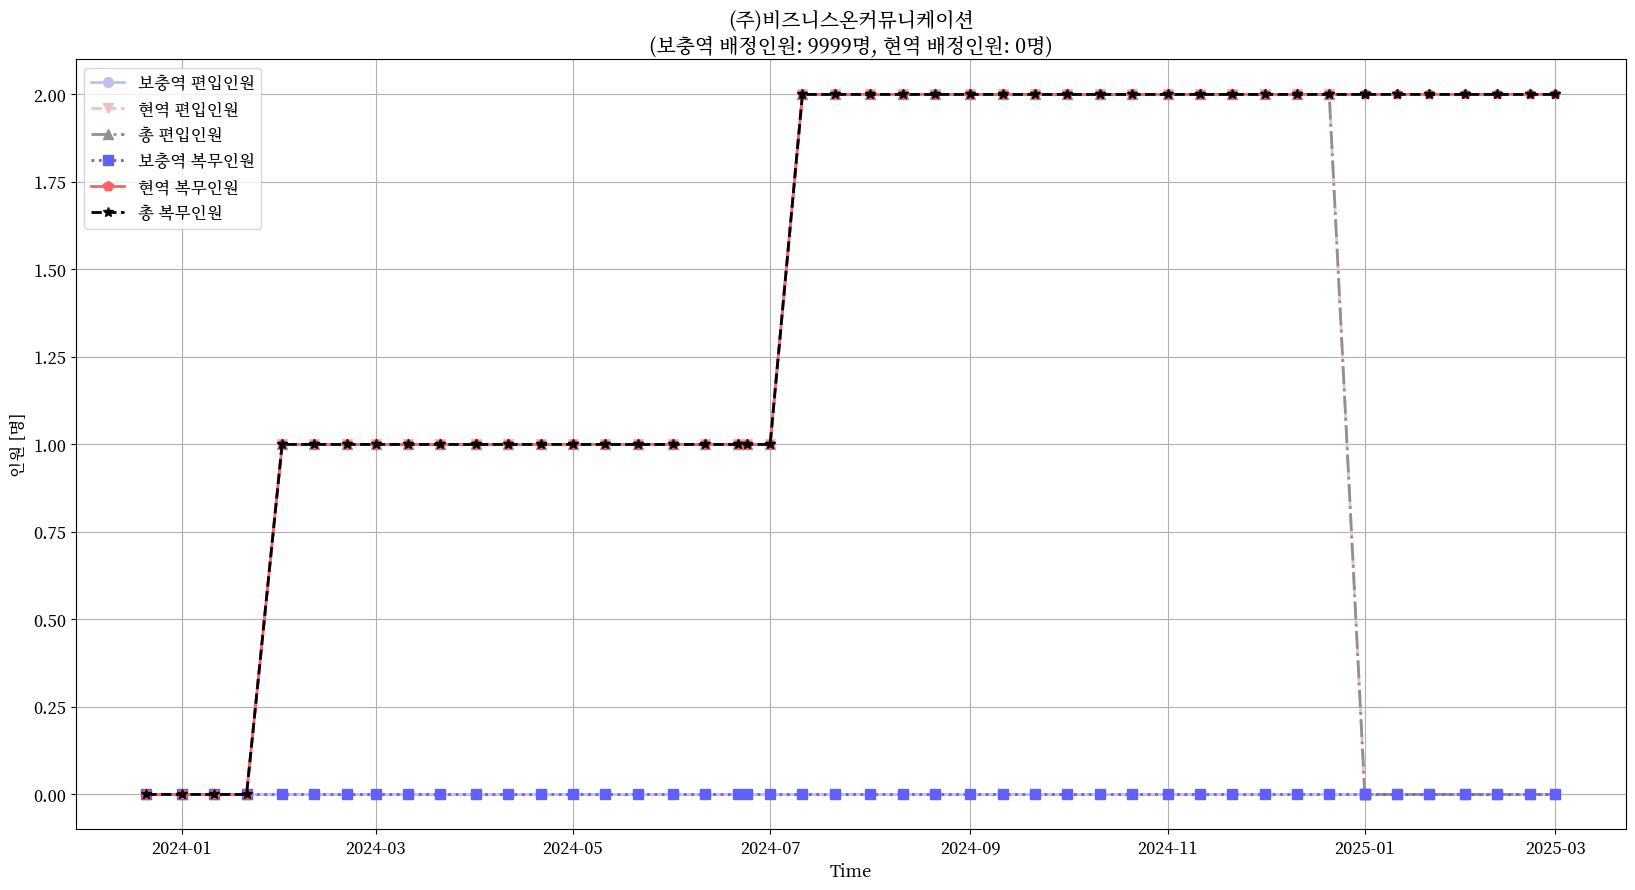 (주)비즈니스온커뮤니케이션
(보충역 배정인원: 9999명, 현역 배정인원: 0명)
보충역 편입인원
현역 편입인원
총 편입인원
보충역 복무인원
현역 복무인원
총 복무인원
인원 [명]
2.00
1.75
1.50
1.25
1.00
0.75
0.50
0.25
0.00
2024-01
2024-03
2024-05
2024-07
2024-09
2024-11
2025-01
2025-03
Time